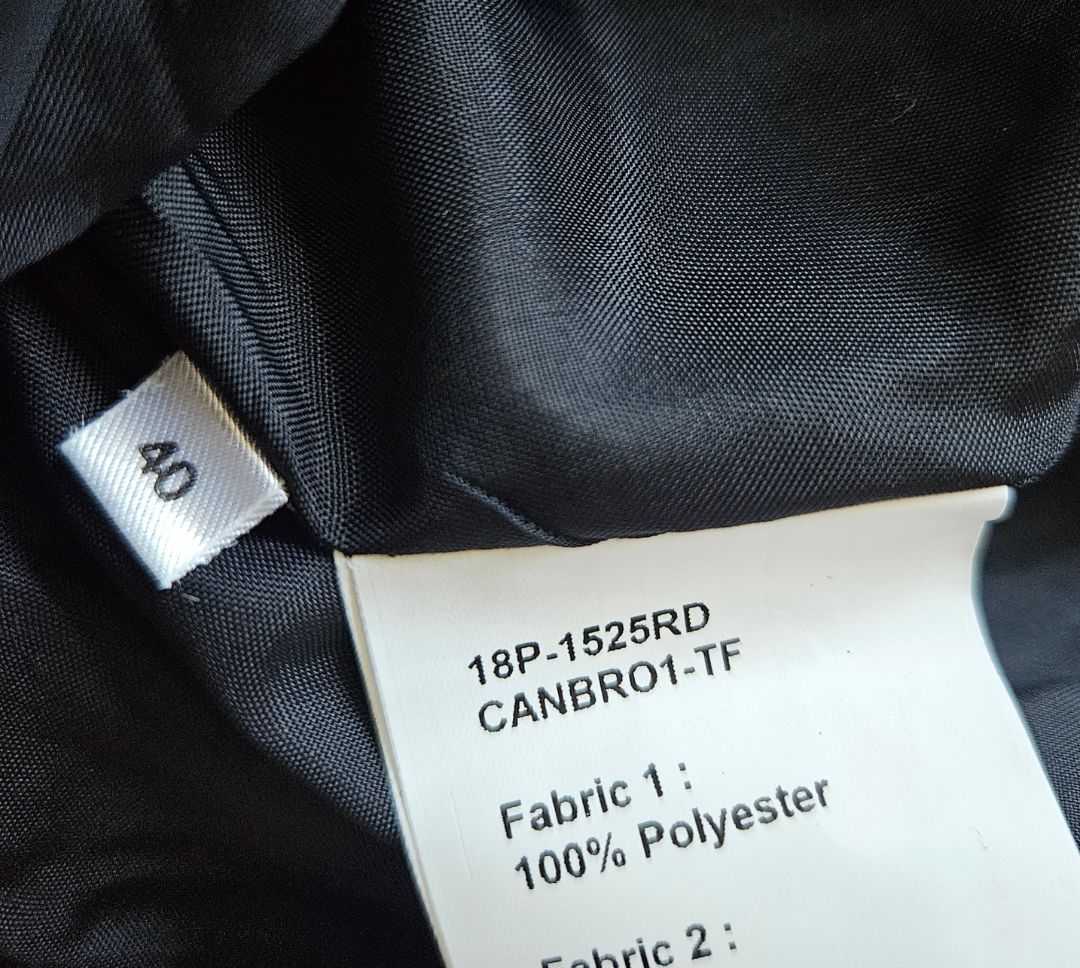 40
18P-1525RD
CANBRO1-TF
Fabric 1 :
100% Polyester
Fabric 2 :